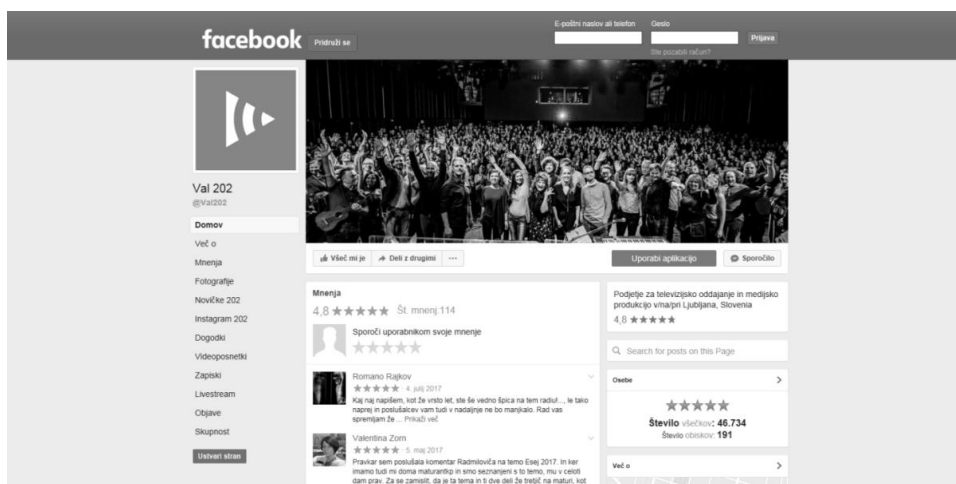 facebook
Pridruži se
E-poštni naslov ali telefon
Geslo
Prijava
Ste pozabili račun?
Val 202
@Val202
Domov
Več o
Mnenja
Fotografije
Novičke 202
Instagram 202
Dogodki
Videoposnetki
Zapiski
Livestream
Objave
Skupnost
Ustvari stran
Všeč mi je
Deli z drugimi
Uporabi aplikacijo
Sporočilo
Mnenja
4,8 ★★★★★ Št. mnenj:114
Sporoči uporabnikom svoje mnenje
Romano Rajkov
★★★★★ · 4. julij 2017
Kaj naj napišem, kot že vrsto let, ste še vedno špica na tem radiu!..., le tako
naprej in poslušalcev vam tudi v nadaljnje ne bo manjkalo. Rad vas
spremljam že ... Prikaži več
Valentina Zorn
★★★★★ · 5. maj 2017
Pravkar sem poslušala komentar Radmiloviča na temo Esej 2017. In ker
imamo tudi mi doma maturantkp in smo seznanjeni s to temo, mu v celoti
dam prav. Za se zamislit, da je ta tema in ti dve deli že tretjič na maturi, kot
Podjetje za televizijsko oddajanje in medijsko
produkcijo v/na/pri Ljubljana, Slovenia
4,8 ★★★★★
Search for posts on this Page
Osebe
Število všečkov: 46.734
Število obiskov: 191
Več o